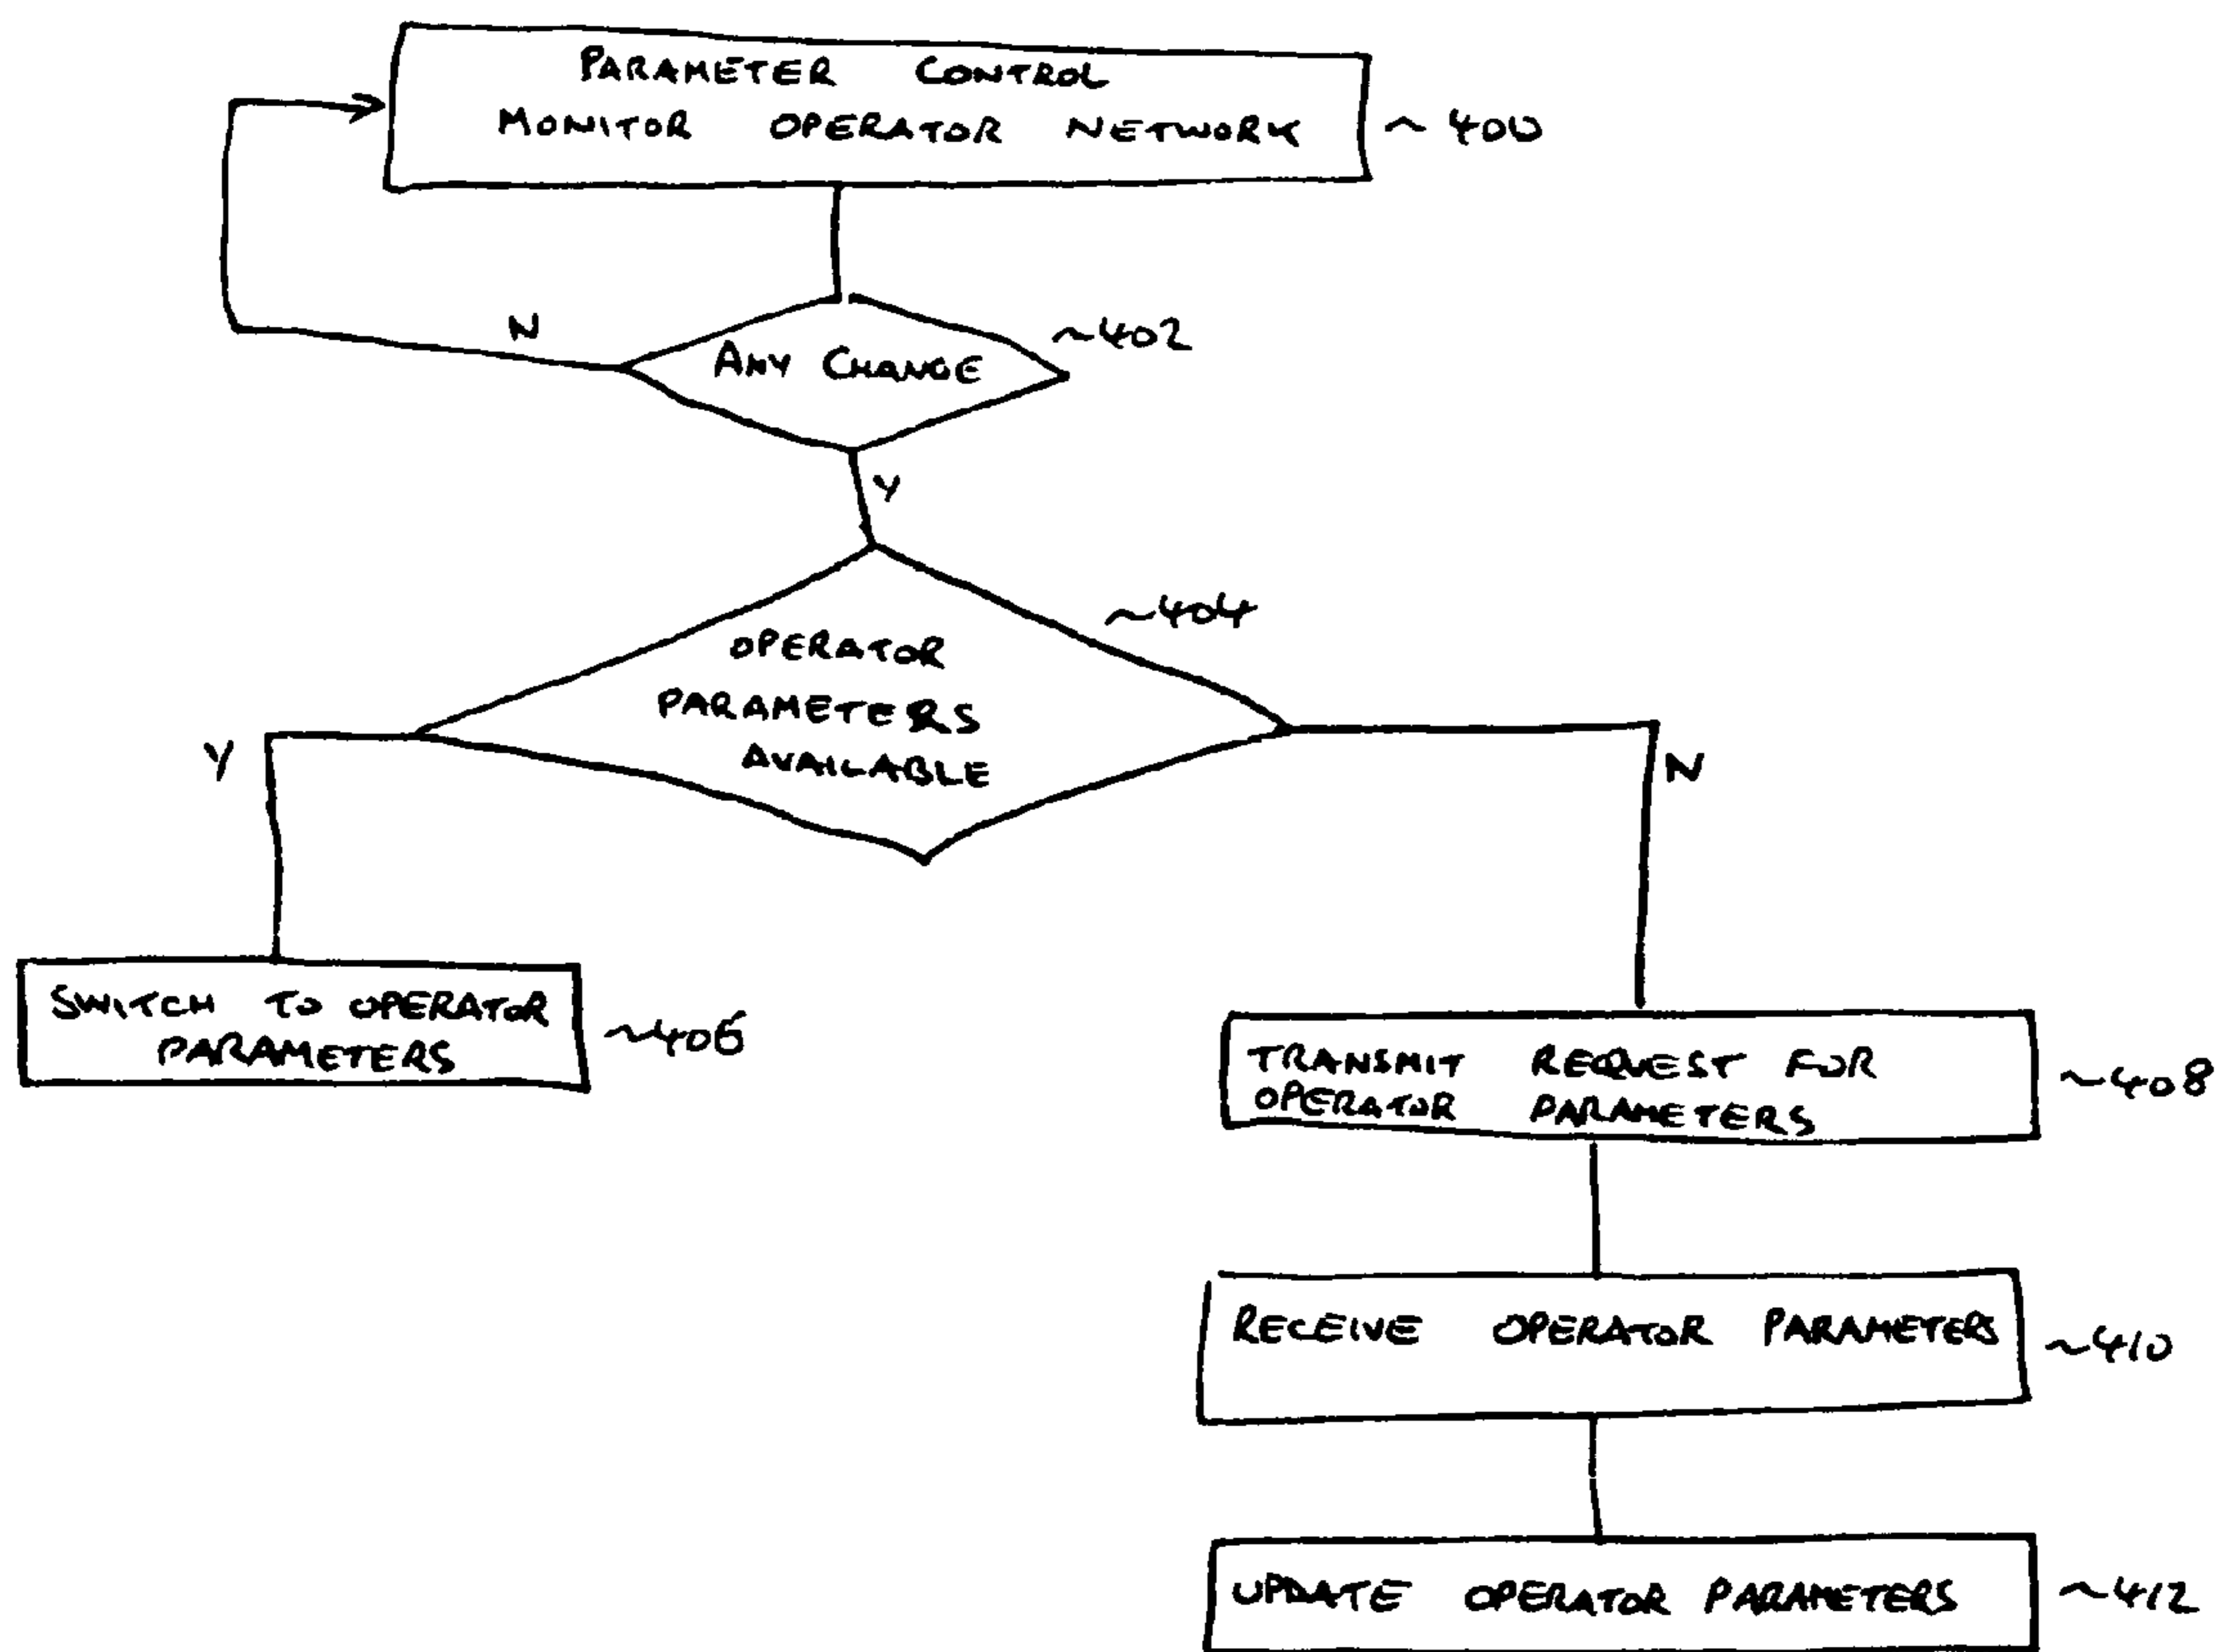 PARAMETER CONTROL
MONITOR OPERATOR NETWORK
~ 400
N
ANY CHANGE
~402
Y
~404
OPERATOR
PARAMETERS
AVAILABLE
Y
N
SWITCH TO OPERATOR
PARAMETERS
~406
TRANSMIT REQUEST FOR
OPERATOR PARAMETERS
~408
RECEIVE OPERATOR PARAMETERS
~410
UPDATE OPERATOR PARAMETERS
~412